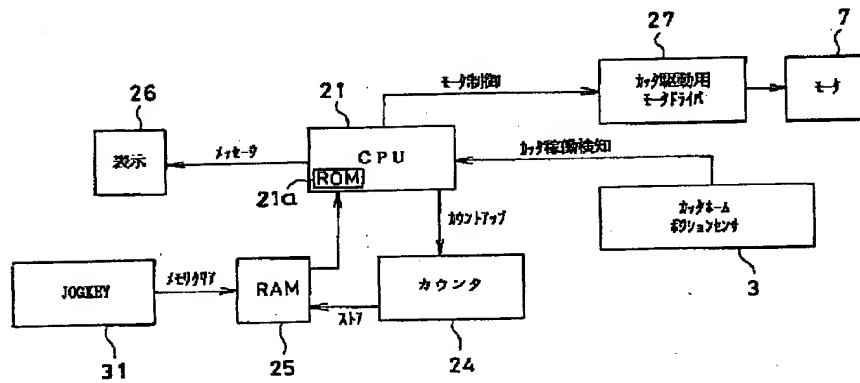 7
27
モータ制御
カッタ駆動用
モータドライバ
モータ
26
21
表示
メッセージ
CPU
ROM
21a
カッタ稼働検知
カウントアップ
カッタホーム
ポジションセンサ
3
JOGKEY
メモリクリア
RAM
カウンタ
ストア
31
25
24